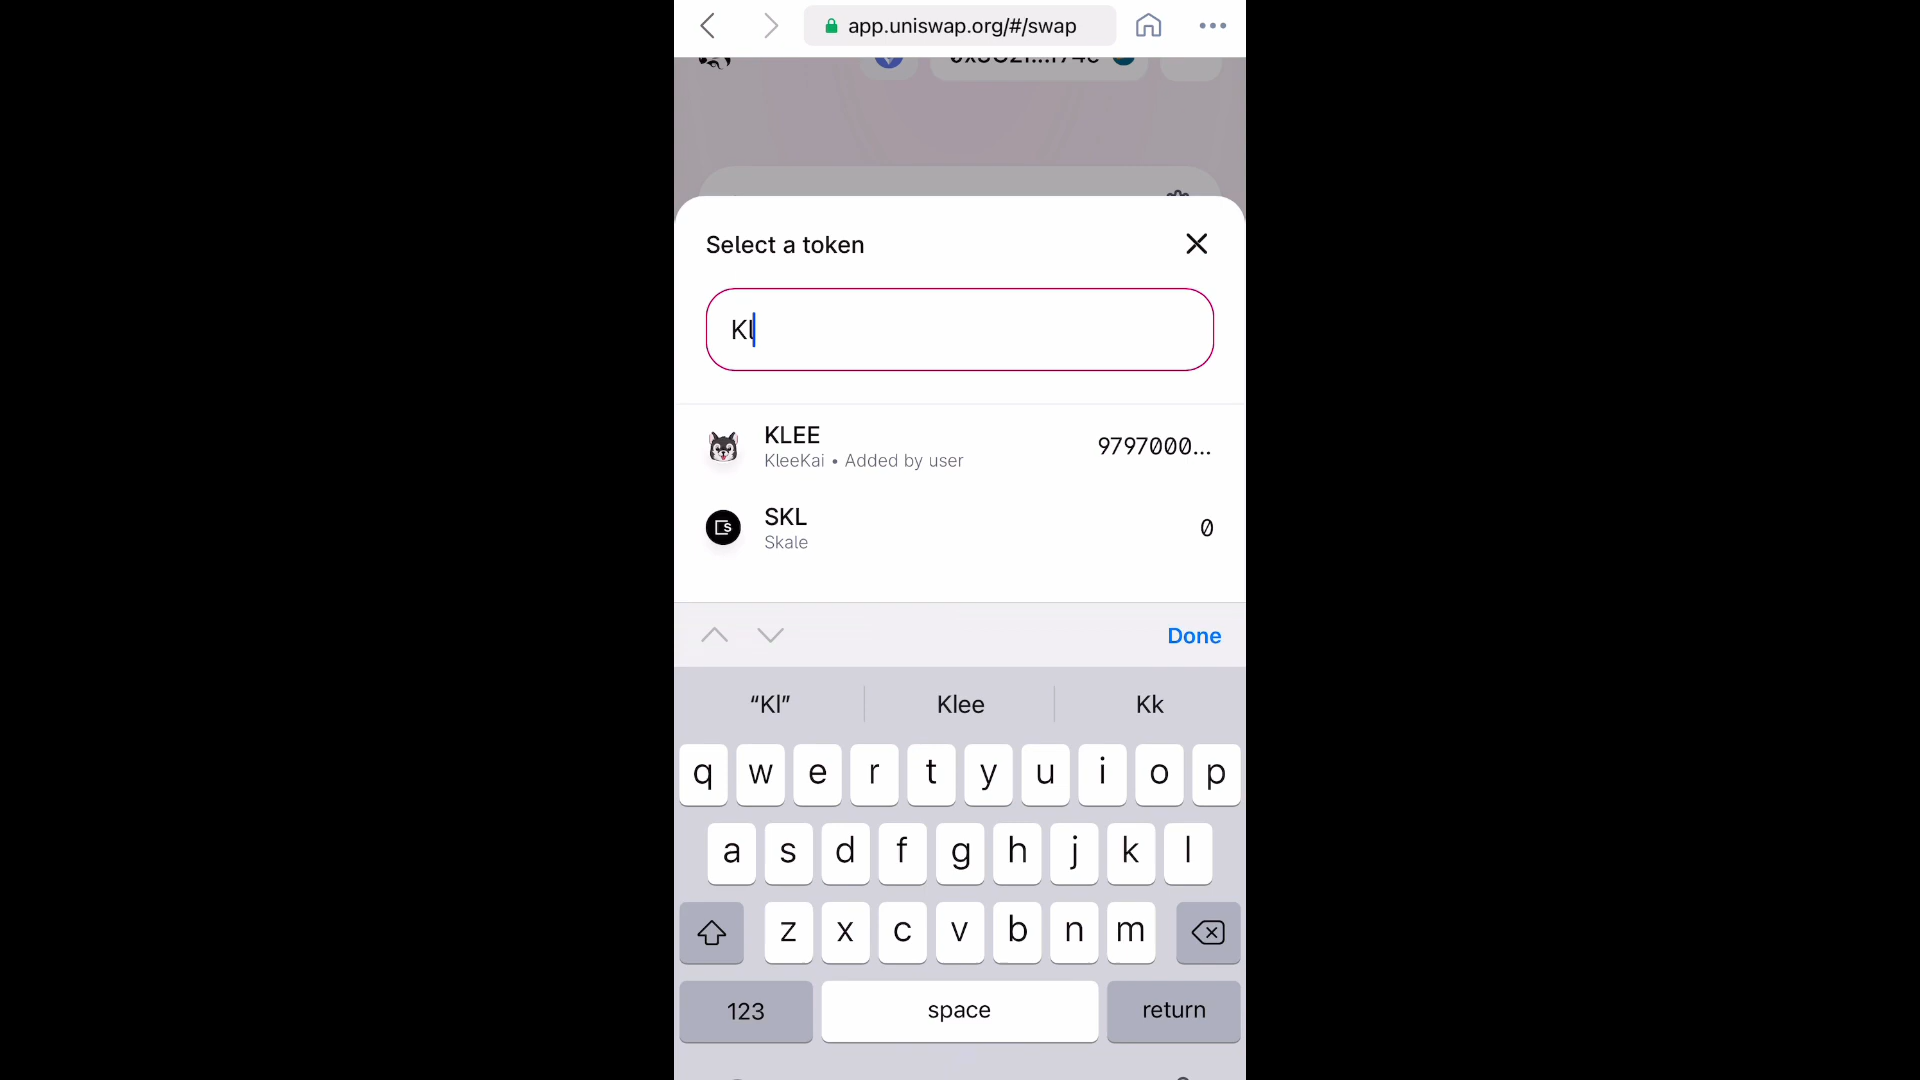 app.uniswap.org/#/swap
Select a token
Kl
KLEE
KleeKai • Added by user
9797000...
SKL
Skale
0
Done
“Kl”
Klee
Kk
q w e r t y u i o p
a s d f g h j k l
z x c v b n m
123
space
return